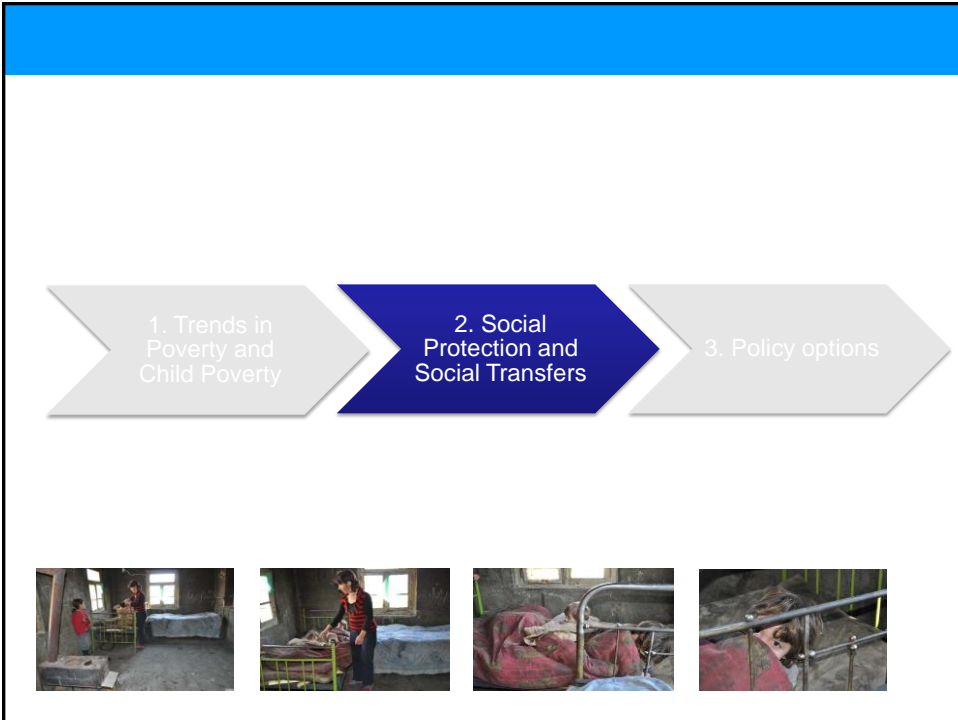 1. Trends in
Poverty and
Child Poverty
2. Social
Protection and
Social Transfers
3. Policy options